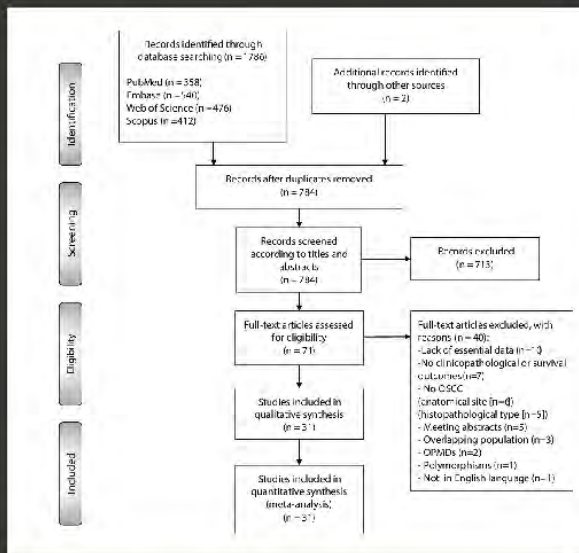 Identification
Records identified through
database searching (n = 1786)
PubMed (n = 358)
Embase (n = 540)
Web of Science (n = 476)
Scopus (n = 412)
Additional records identified
through other sources
(n = 2)
Records after duplicates removed
(n = 784)
Screening
Records screened
according to titles and
abstracts
(n = 784)
Records excluded
(n = 713)
Eligibility
Full-text articles assessed
for eligibility
(n = 71)
Full-text articles excluded, with
reasons (n = 40):
-Lack of essential data
-No clinicopathological or survival
outcomes (n=7)
- No OSCC
(anatomical site [n=6]
(histopathological type [n=5])
- Meeting abstracts (n=5)
- Overlapping population (n=3)
- OPMDs (n=2)
- Polymorphisms (n=1)
- Not in English language (n=1)
Studies included in
qualitative synthesis
(n = 31)
Included
Studies included in
quantitative synthesis
(meta-analysis)
(n = 31)